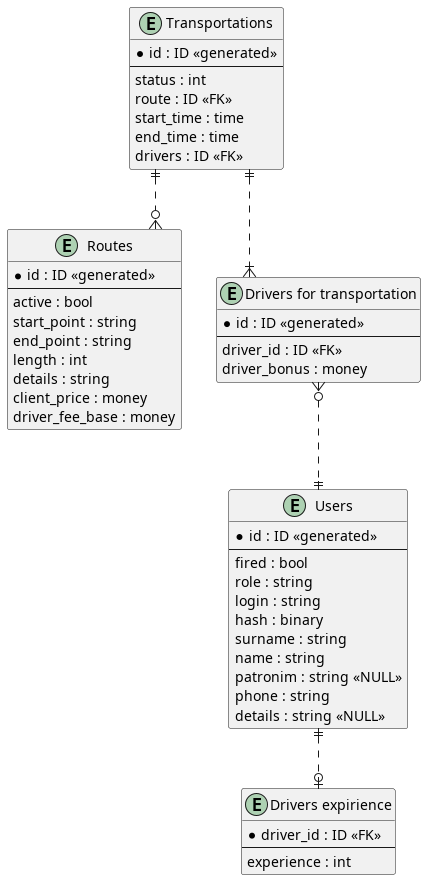 E Transportations
* id : ID «generated»
status : int
route : ID «FK»
start_time : time
end_time : time
drivers : ID «FK»
E Routes
* id : ID «generated»
active : bool
start_point : string
end_point : string
length : int
details : string
client_price : money
driver_fee_base : money
E Drivers for transportation
* id : ID «generated»
driver_id : ID «FK»
driver_bonus : money
E Users
* id : ID «generated»
fired : bool
role : string
login : string
hash : binary
surname : string
name : string
patronim : string «NULL»
phone : string
details : string «NULL»
E Drivers expirience
* driver_id : ID «FK»
experience : int